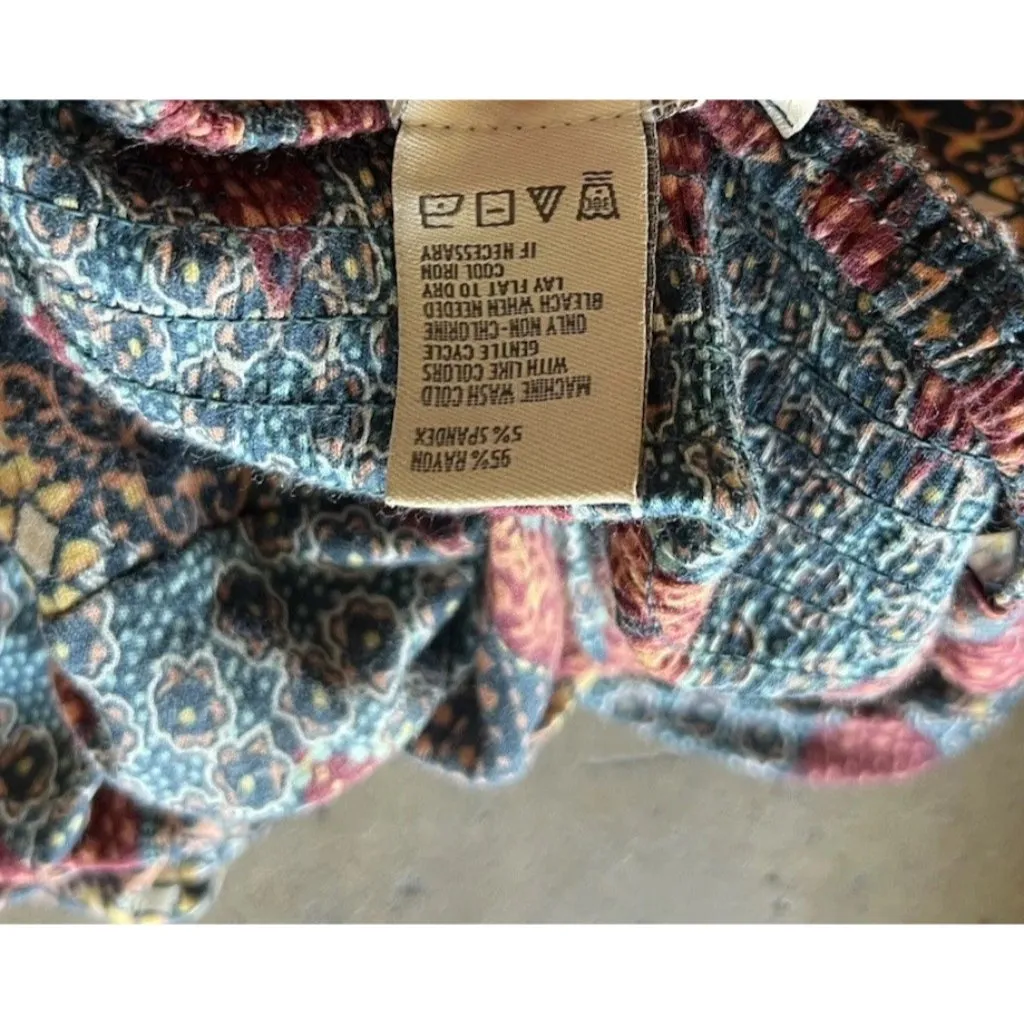 95% RAYON
5% SPANDEX
MACHINE WASH COLD
WITH LIKE COLORS
GENTLE CYCLE
ONLY NON-CHLORINE
BLEACH WHEN NEEDED
LAY FLAT TO DRY
COOL IRON
IF NECESSARY
30C